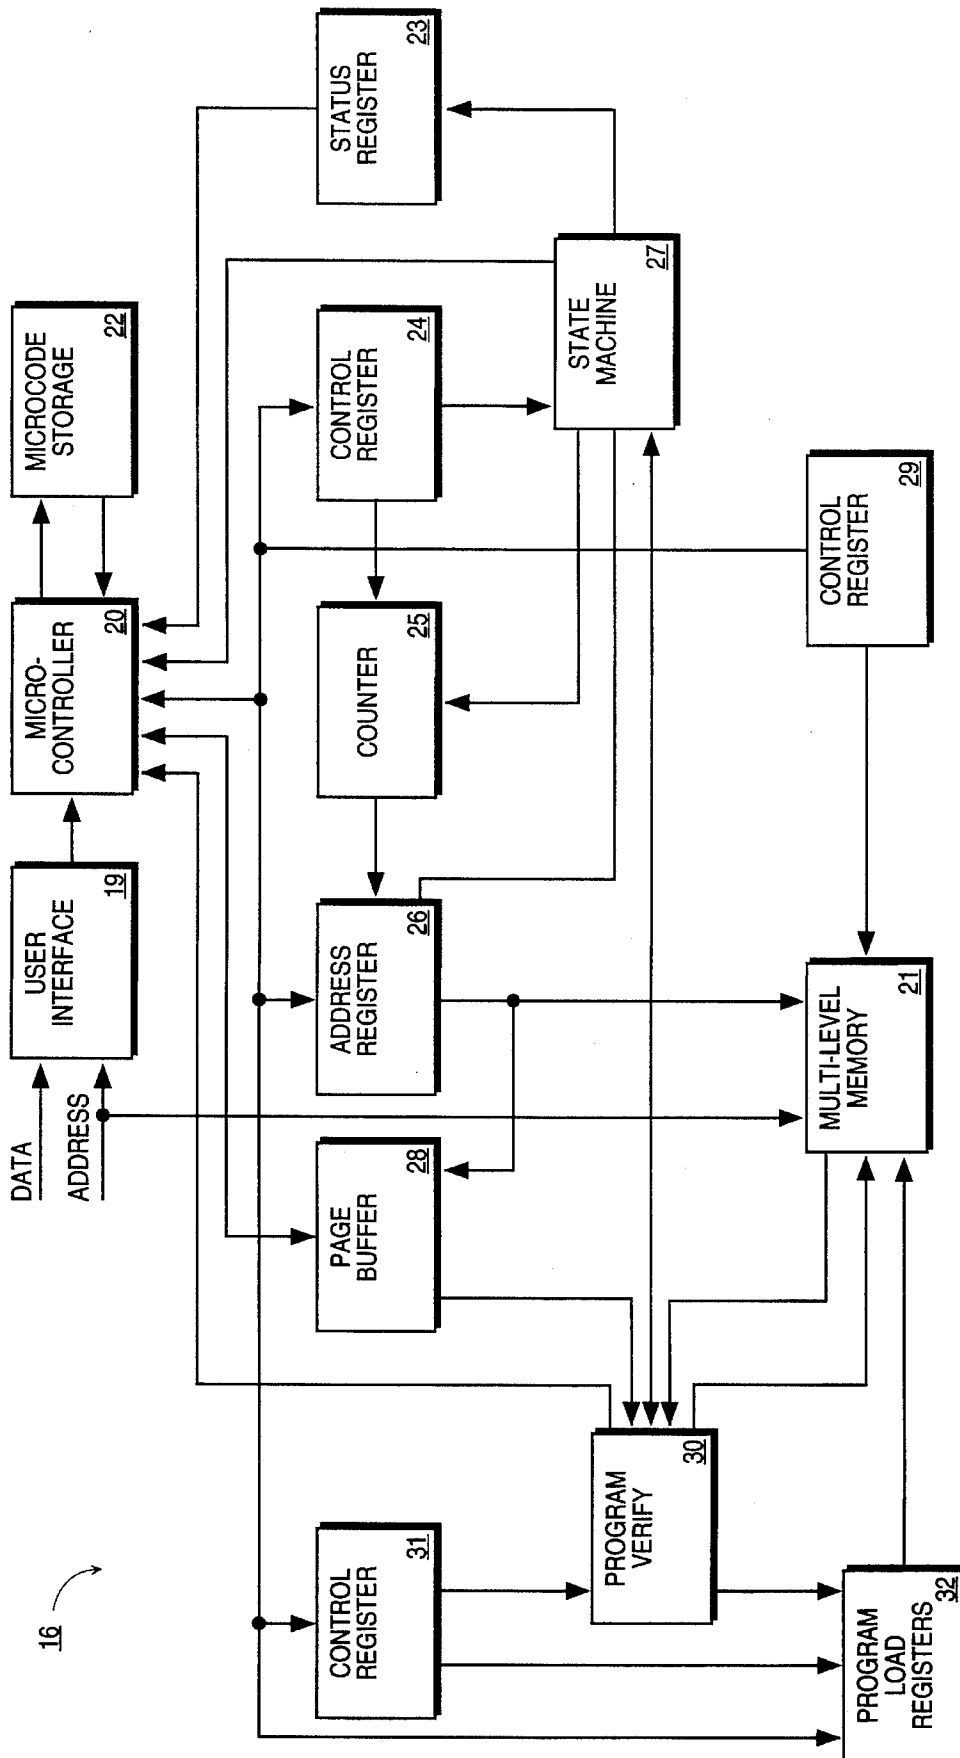 16
DATA
ADDRESS
USER
INTERFACE
19
MICRO-
CONTROLLER
20
MICROCODE
STORAGE
22
CONTROL
REGISTER
31
PAGE
BUFFER
28
ADDRESS
REGISTER
26
COUNTER
25
CONTROL
REGISTER
24
STATUS
REGISTER
23
STATE
MACHINE
27
PROGRAM
VERIFY
30
PROGRAM
LOAD
REGISTERS
32
MULTI-LEVEL
MEMORY
21
CONTROL
REGISTER
29